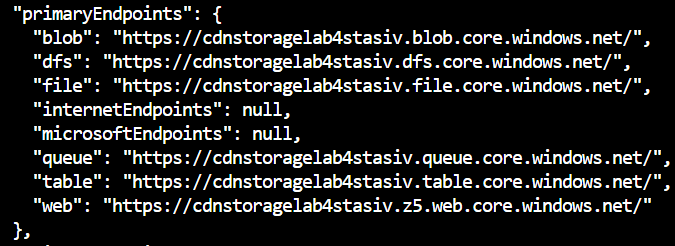 "primaryEndpoints": {
"blob": "https://cdnstoragelab4stasiv.blob.core.windows.net/",
"dfs": "https://cdnstoragelab4stasiv.dfs.core.windows.net/",
"file": "https://cdnstoragelab4stasiv.file.core.windows.net/",
"internetEndpoints": null,
"microsoftEndpoints": null,
"queue": "https://cdnstoragelab4stasiv.queue.core.windows.net/",
"table": "https://cdnstoragelab4stasiv.table.core.windows.net/",
"web": "https://cdnstoragelab4stasiv.z5.web.core.windows.net/"
},